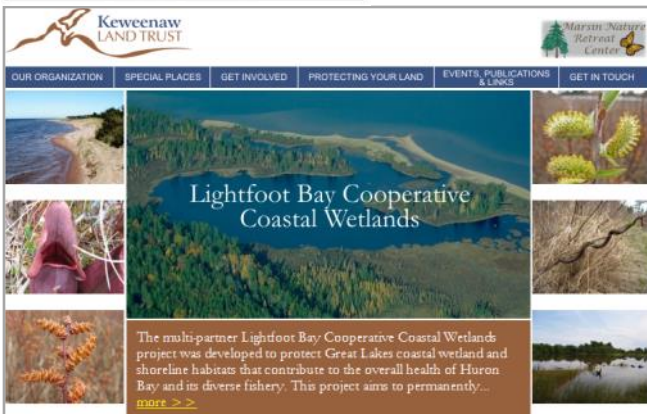 Keweenaw
LAND TRUST
Marsin Nature
Retreat
Center
OUR ORGANIZATION
SPECIAL PLACES
GET INVOLVED
PROTECTING YOUR LAND
EVENTS, PUBLICATIONS
& LINKS
GET IN TOUCH
Lightfoot Bay Cooperative
Coastal Wetlands
The multi-partner Lightfoot Bay Cooperative Coastal Wetlands
project was developed to protect Great Lakes coastal wetland and
shoreline habitats that contribute to the overall health of Huron
Bay and its diverse fishery. This project aims to permanently...
more > >